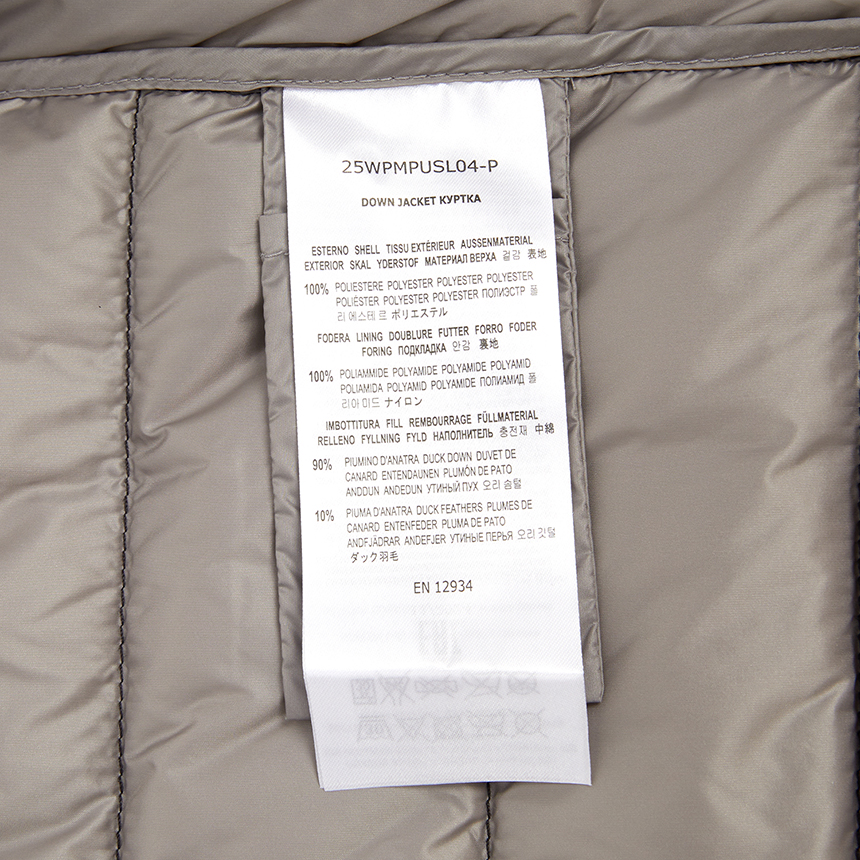 25WPMPUSL04-P
DOWN JACKET КУРТКА
ESTERNO SHELL TISSU EXTÉRIEUR AUSSENMATERIAL
EXTERIOR SKAL YDERSTOF МАТЕРИАЛ ВЕРХА 겉감 表地
100% POLIESTERE POLYESTER POLYESTER POLYESTER
POLIÉSTER POLYESTER POLYESTER ПОЛИЭСТР 폴
리에스테르 ポリエステル
FODERA LINING DOUBLURE FUTTER FORRO FODER
FORING ПОДКЛАДКА 안감 裏地
100% POLIAMMIDE POLYAMIDE POLYAMIDE POLYAMID
POLIAMIDA POLYAMID POLYAMIDE ПОЛИАМИД 폴
리아미드 ナイロン
IMBOTTITURA FILL REMBOURRAGE FÜLLMATERIAL
RELLENO FYLLNING FYLD НАПОЛНИТЕЛЬ 충전재 中綿
90% PIUMINO D'ANATRA DUCK DOWN DUVET DE
CANARD ENTENDAUNEN PLUMÓN DE PATO
ANDDUN ANDEDUN УТИНЫЙ ПУХ 오리 솜털
10% PIUMA D'ANATRA DUCK FEATHERS PLUMES DE
CANARD ENTENFEDER PLUMA DE PATO
ANDFJÄDRAR ANDEFJER УТИНЫЕ ПЕРЬЯ 오리 깃털
ダック羽毛
EN 12934